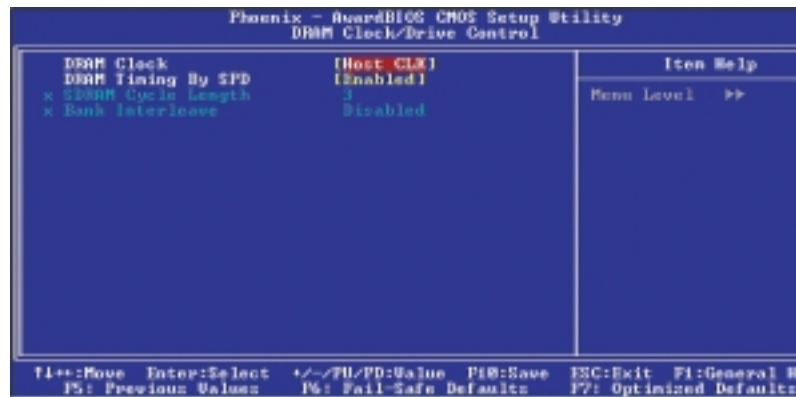 Phoenix - AwardBIOS CMOS Setup Utility
DRAM Clock/Drive Control
DRAM Clock [Host CLK]
DRAM Timing By SPD [Enabled]
x SDRAM Cycle Length 3
x Bank Interleave Disabled
Item Help
Menu Level ►►
↑↓→←:Move Enter:Select +/-/PU/PD:Value F10:Save ESC:Exit F1:General H
F5: Previous Values F6: Fail-Safe Defaults F7: Optimized Defaults